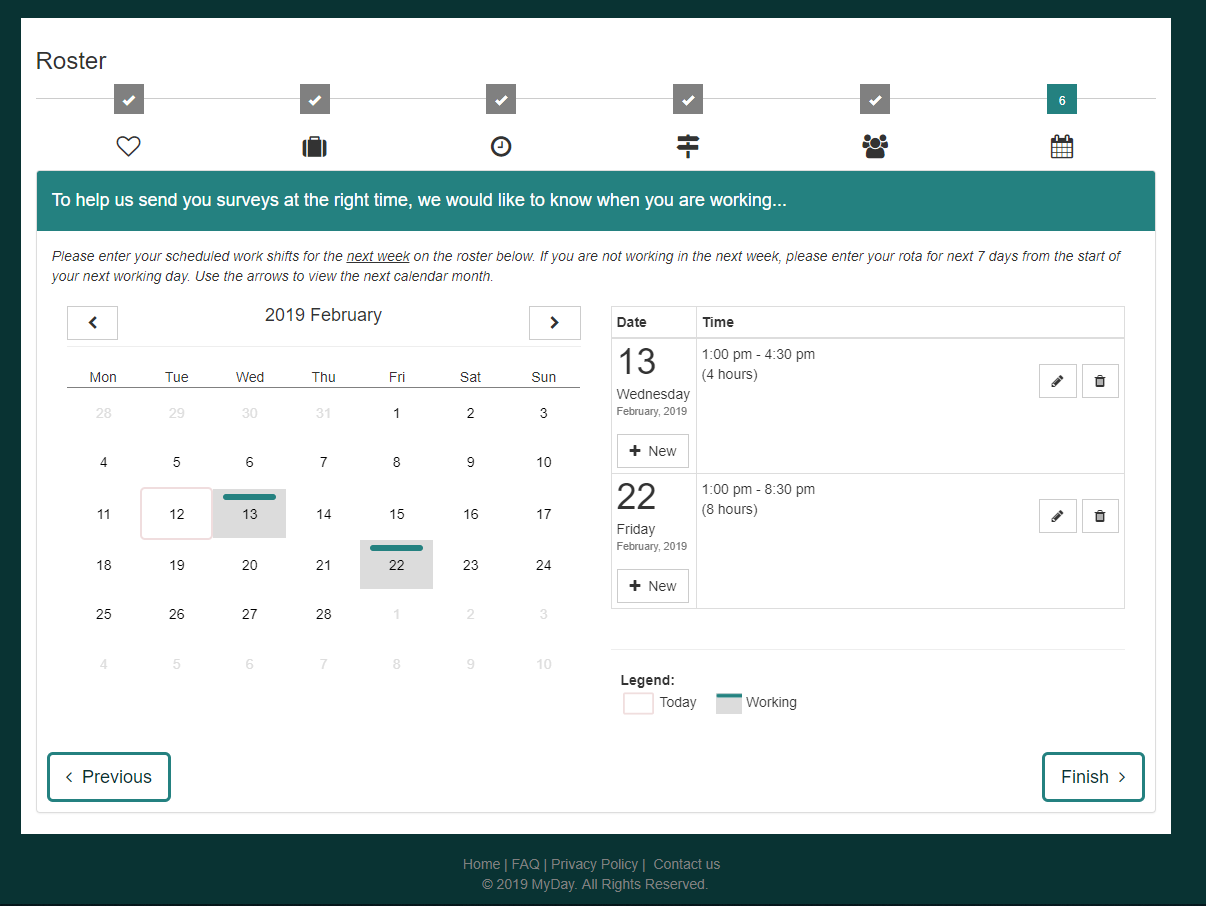 Roster
6
To help us send you surveys at the right time, we would like to know when you are working...
Please enter your scheduled work shifts for the next week on the roster below. If you are not working in the next week, please enter your rota for next 7 days from the start of
your next working day. Use the arrows to view the next calendar month.
2019 February
Mon Tue Wed Thu Fri Sat Sun
28 29 30 31 1 2 3
4 5 6 7 8 9 10
11 12 13 14 15 16 17
18 19 20 21 22 23 24
25 26 27 28 1 2 3
4 5 6 7 8 9 10
Date Time
13
Wednesday
February, 2019
+ New
1:00 pm - 4:30 pm
(4 hours)
22
Friday
February, 2019
+ New
1:00 pm - 8:30 pm
(8 hours)
Legend:
Today Working
‹ Previous
Finish ›
Home | FAQ | Privacy Policy | Contact us
© 2019 MyDay. All Rights Reserved.